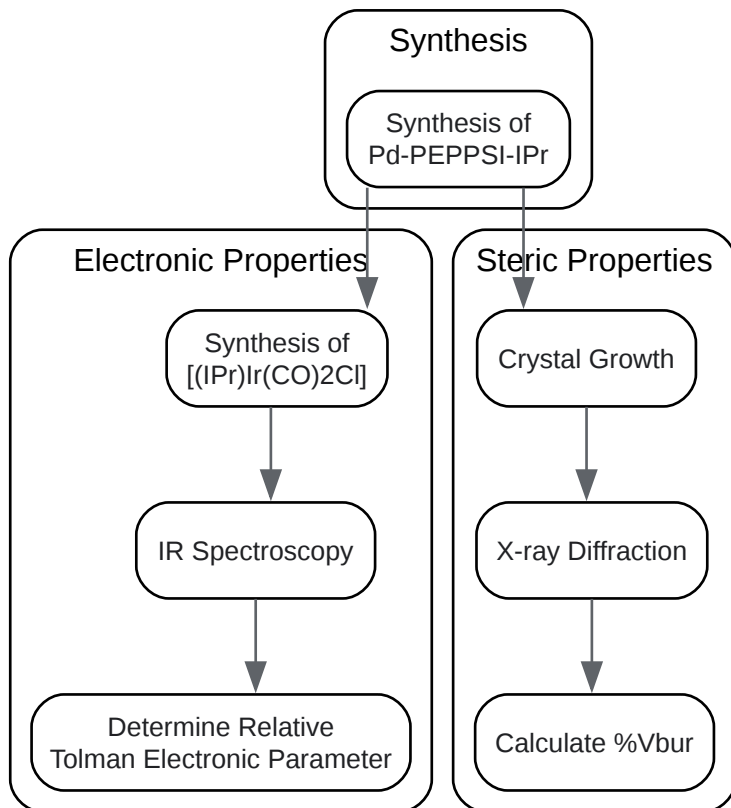 Synthesis
Synthesis of
Pd-PEPPSI-IPr
Electronic Properties
Synthesis of
[(IPr)Ir(CO)2Cl]
IR Spectroscopy
Determine Relative
Tolman Electronic Parameter
Steric Properties
Crystal Growth
X-ray Diffraction
Calculate %Vbur